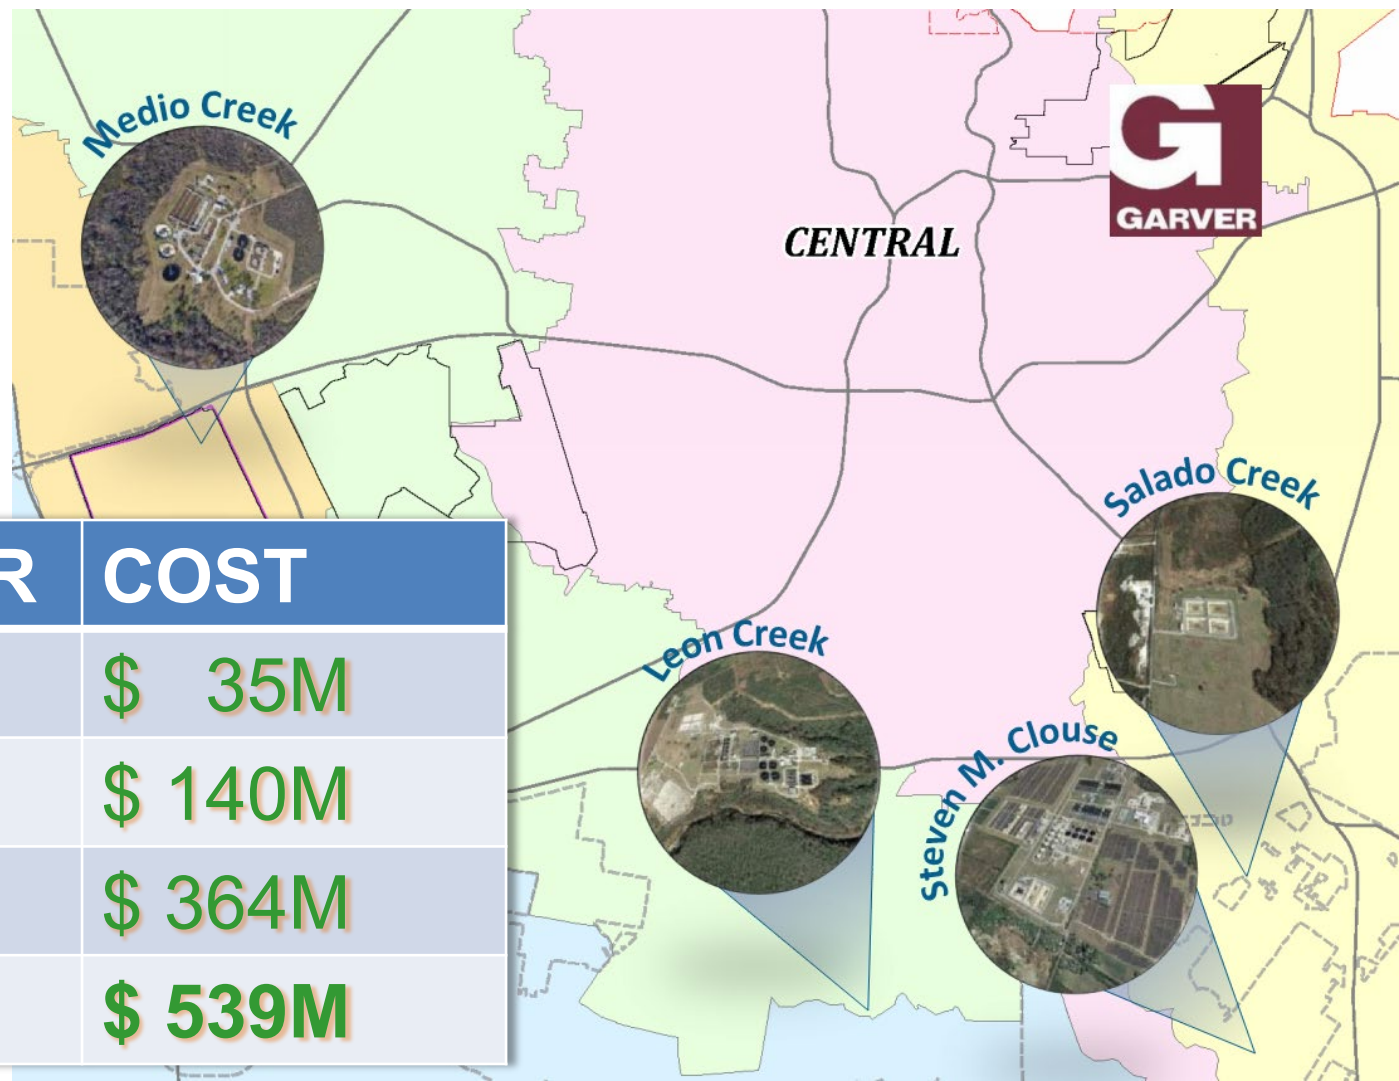 Medio Creek
GARVER
CENTRAL
Salado Creek
R COST
$ 35M
Leon Creek
Steven M. Clouse
$ 140M
$ 364M
$ 539M